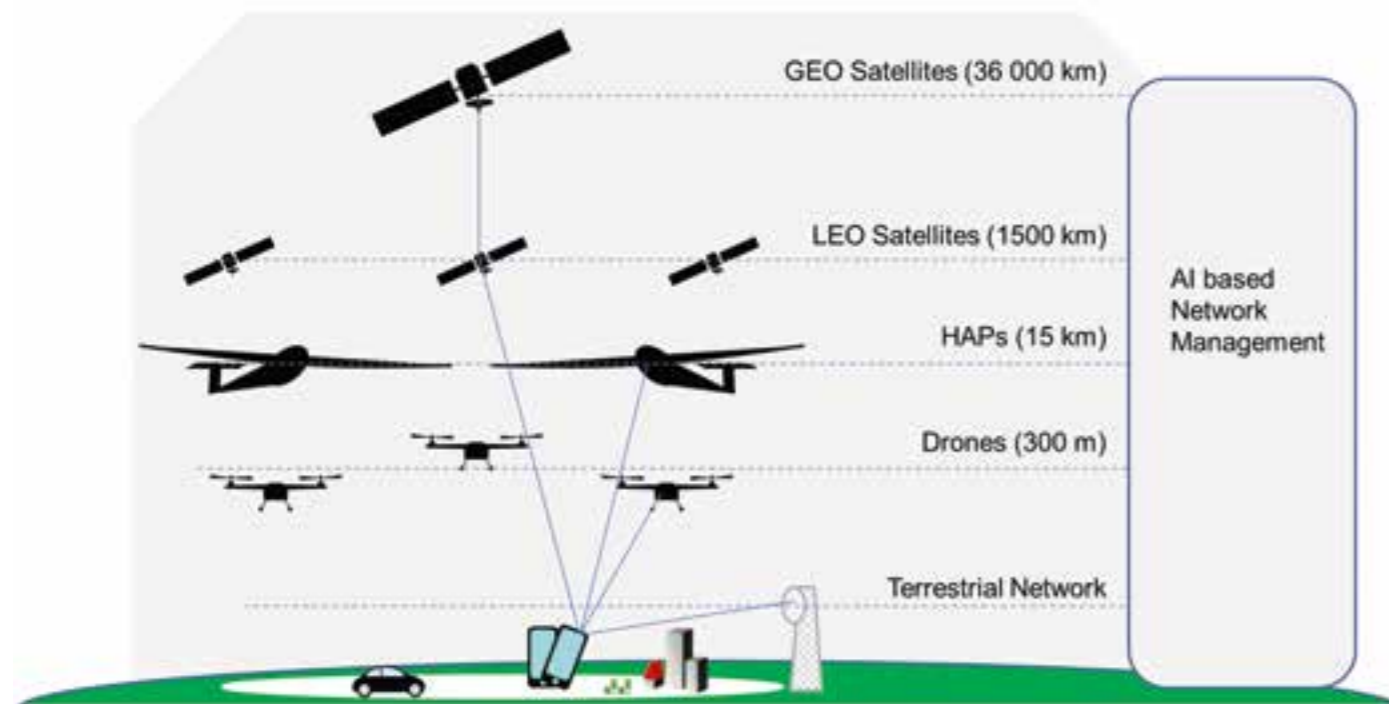 GEO Satellites (36 000 km)
LEO Satellites (1500 km)
HAPs (15 km)
Drones (300 m)
Terrestrial Network
AI based
Network
Management